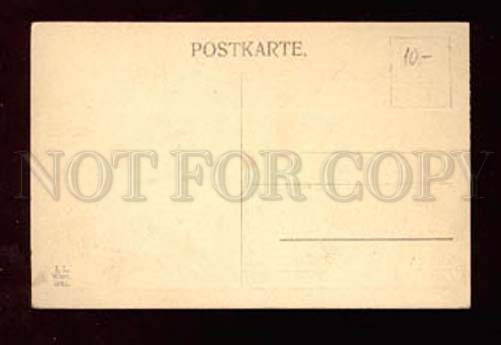 POSTKARTE.
10.-
NOT FOR COPY